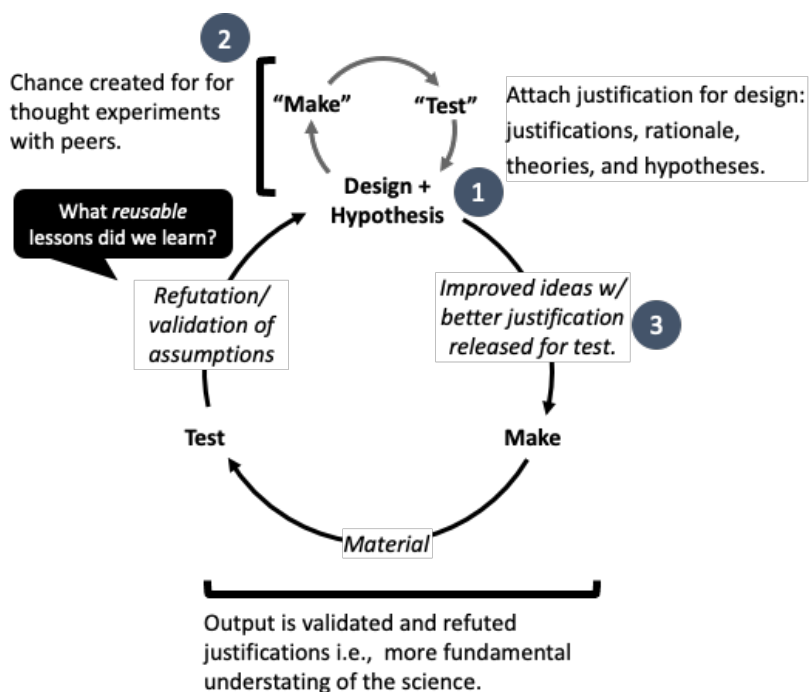 2
Chance created for for
thought experiments
with peers.
“Make”
“Test”
Attach justification for design:
justifications, rationale,
theories, and hypotheses.
Design +
Hypothesis
1
What reusable
lessons did we learn?
Refutation/
validation of
assumptions
Improved ideas w/
better justification
released for test.
3
Test
Make
Material
Output is validated and refuted
justifications i.e., more fundamental
understating of the science.